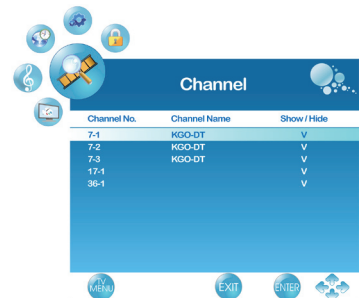 Channel
Channel No. Channel Name Show / Hide
7-1 KGO-DT V
7-2 KGO-DT V
7-3 KGO-DT V
17-1 V
36-1 V
TV
MENU EXIT ENTER